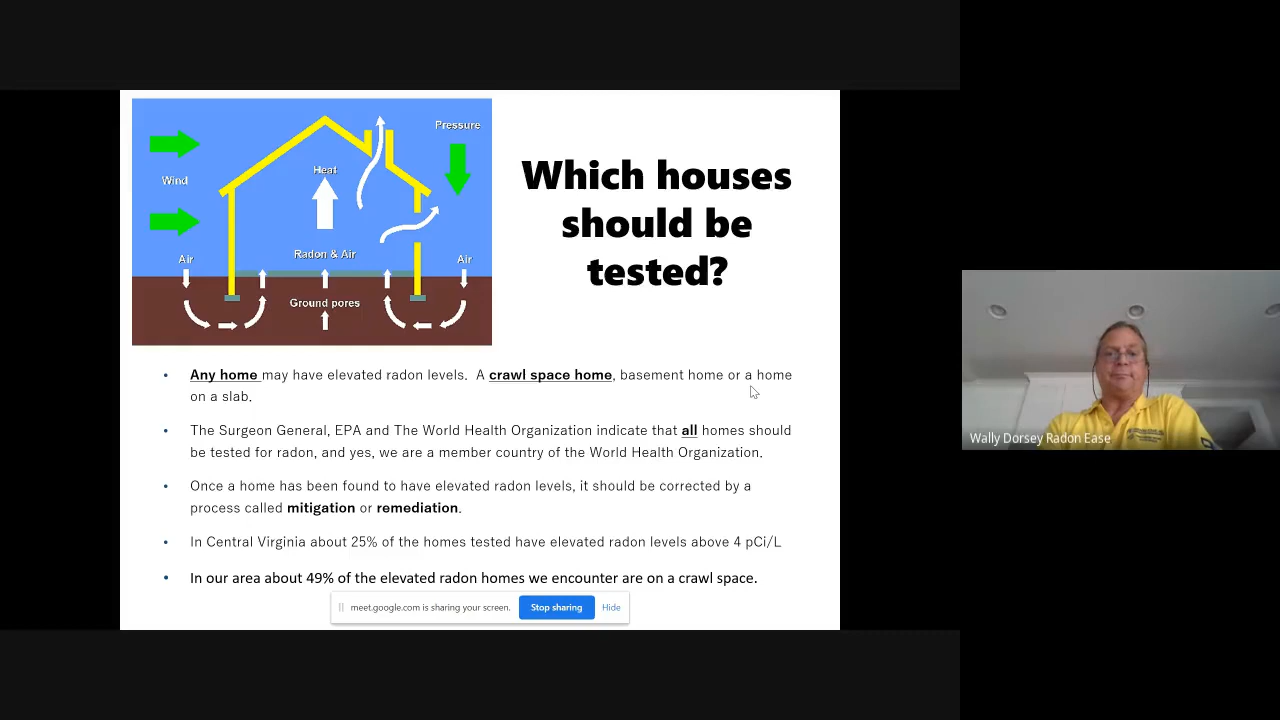 Pressure
Wind
Heat
Air
Radon & Air
Air
Ground pores
Which houses
should be
tested?
• Any home may have elevated radon levels. A crawl space home, basement home or a home
on a slab.
• The Surgeon General, EPA and The World Health Organization indicate that all homes should
be tested for radon, and yes, we are a member country of the World Health Organization.
• Once a home has been found to have elevated radon levels, it should be corrected by a
process called mitigation or remediation.
• In Central Virginia about 25% of the homes tested have elevated radon levels above 4 pCi/L
• In our area about 49% of the elevated radon homes we encounter are on a crawl space.
meet.google.com is sharing your screen. Stop sharing Hide
Wally Dorsey Radon Ease